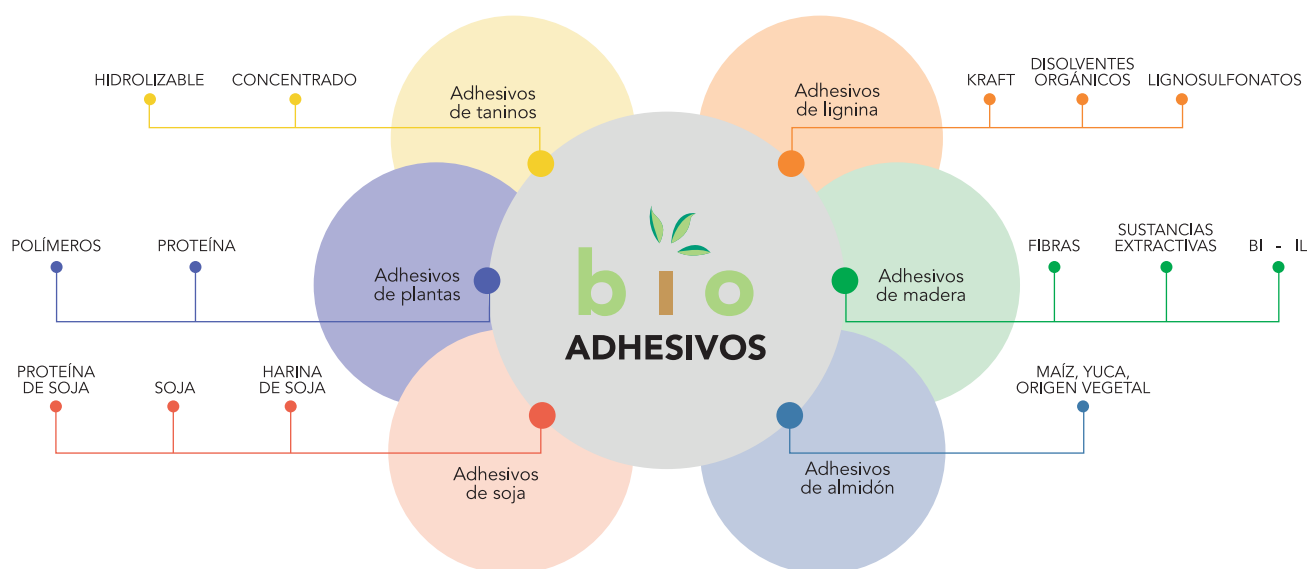 HIDROLIZABLE
CONCENTRADO
Adhesivos
de taninos
Adhesivos
de lignina
KRAFT
DISOLVENTES
ORGÁNICOS
LIGNOSULFONATOS
POLÍMEROS
PROTEÍNA
Adhesivos
de plantas
bio
ADHESIVOS
Adhesivos
de madera
FIBRAS
SUSTANCÍAS
EXTRACTIVAS
BI - IL
PROTEÍNA
DE SOJA
SOJA
HARINA
DE SOJA
Adhesivos
de soja
Adhesivos
de almidón
MAÍZ, YUCA,
ORIGEN VEGETAL